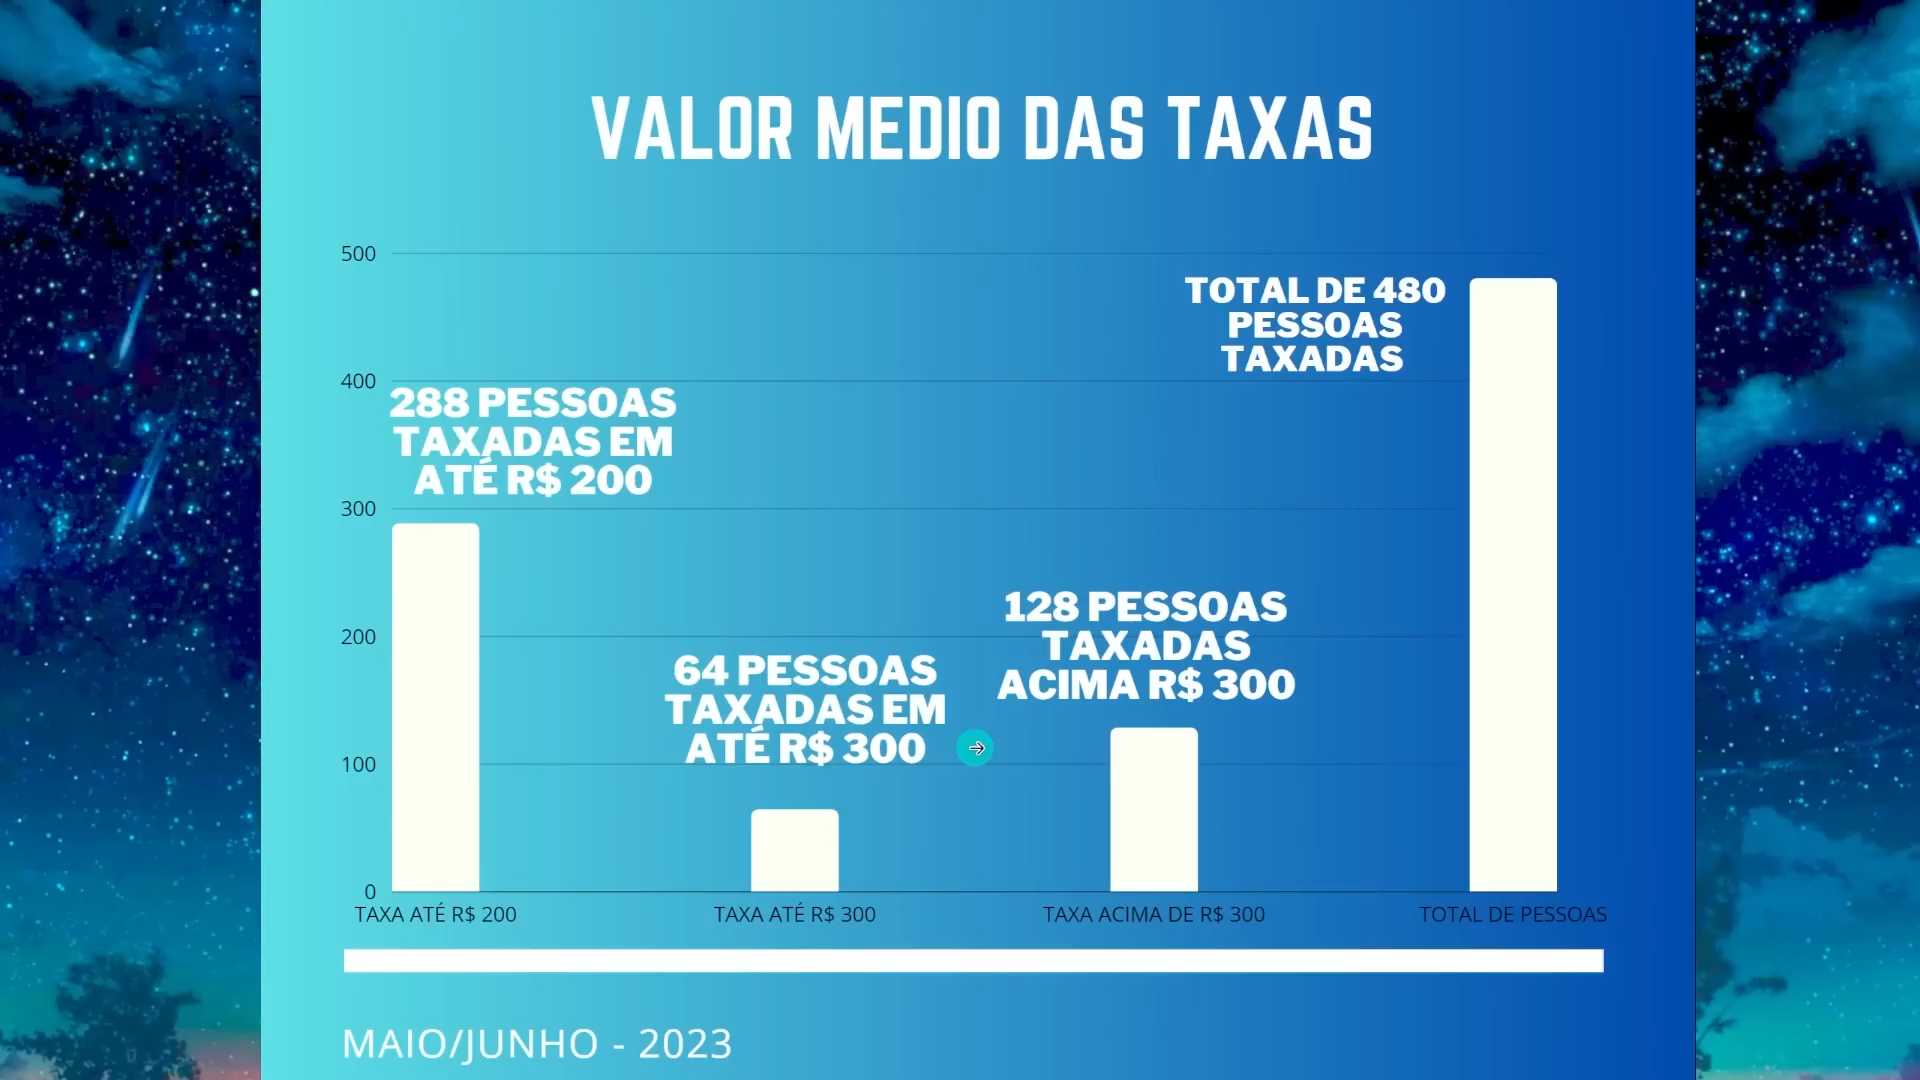 VALOR MEDIO DAS TAXAS
500
400
300
200
100
0
288 PESSOAS
TAXADAS EM
ATÉ R$ 200
64 PESSOAS
TAXADAS EM
ATÉ R$ 300
128 PESSOAS
TAXADAS
ACIMA R$ 300
TOTAL DE 480
PESSOAS
TAXADAS
TAXA ATÉ R$ 200
TAXA ATÉ R$ 300
TAXA ACIMA DE R$ 300
TOTAL DE PESSOAS
MAIO/JUNHO - 2023